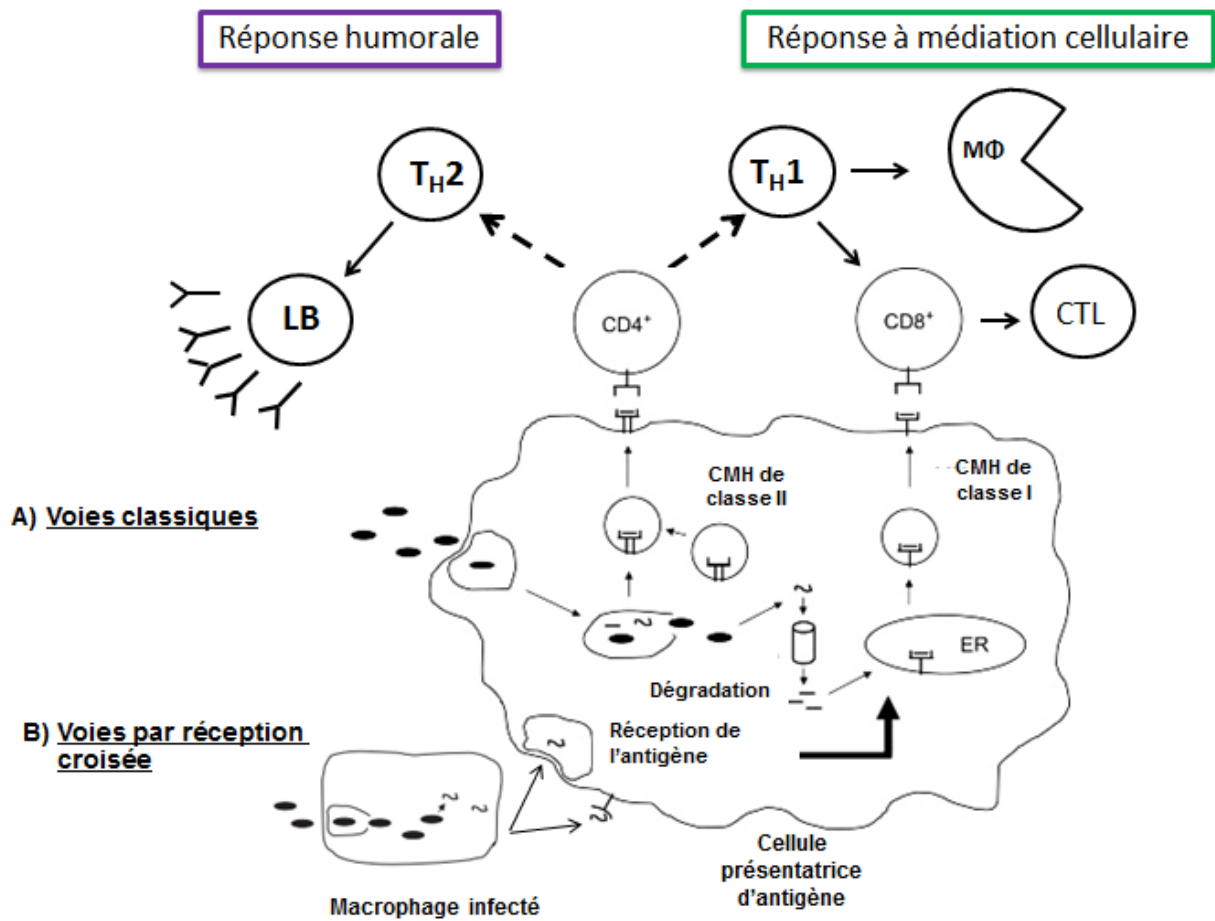 Réponse humorale
Réponse à médiation cellulaire
TH2
TH1
MΦ
LB
CD4+
CD8+
CTL
CMH de
classe II
CMH de
classe I
A) Voies classiques
ER
Dégradation
B) Voies par réception
croisée
Réception de
l'antigène
Cellule
présentatrice
d'antigène
Macrophage infecté